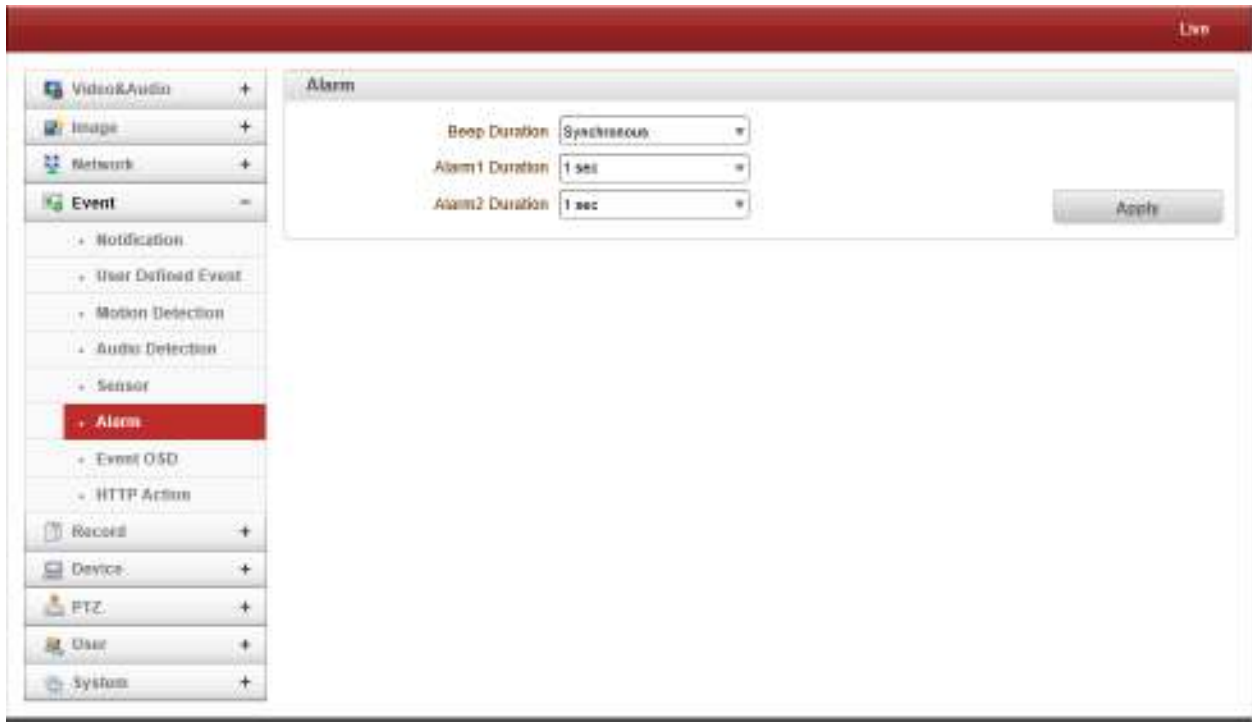 Live
Video&Audio +
Image +
Network +
Event -
Notification
User Defined Event
Motion Detection
Audio Detection
Sensor
Alarm
Event OSD
HTTP Action
Record +
Device +
PTZ +
User +
System +
Alarm
Beep Duration Synchronous
Alarm1 Duration 1 sec
Alarm2 Duration 1 sec
Apply